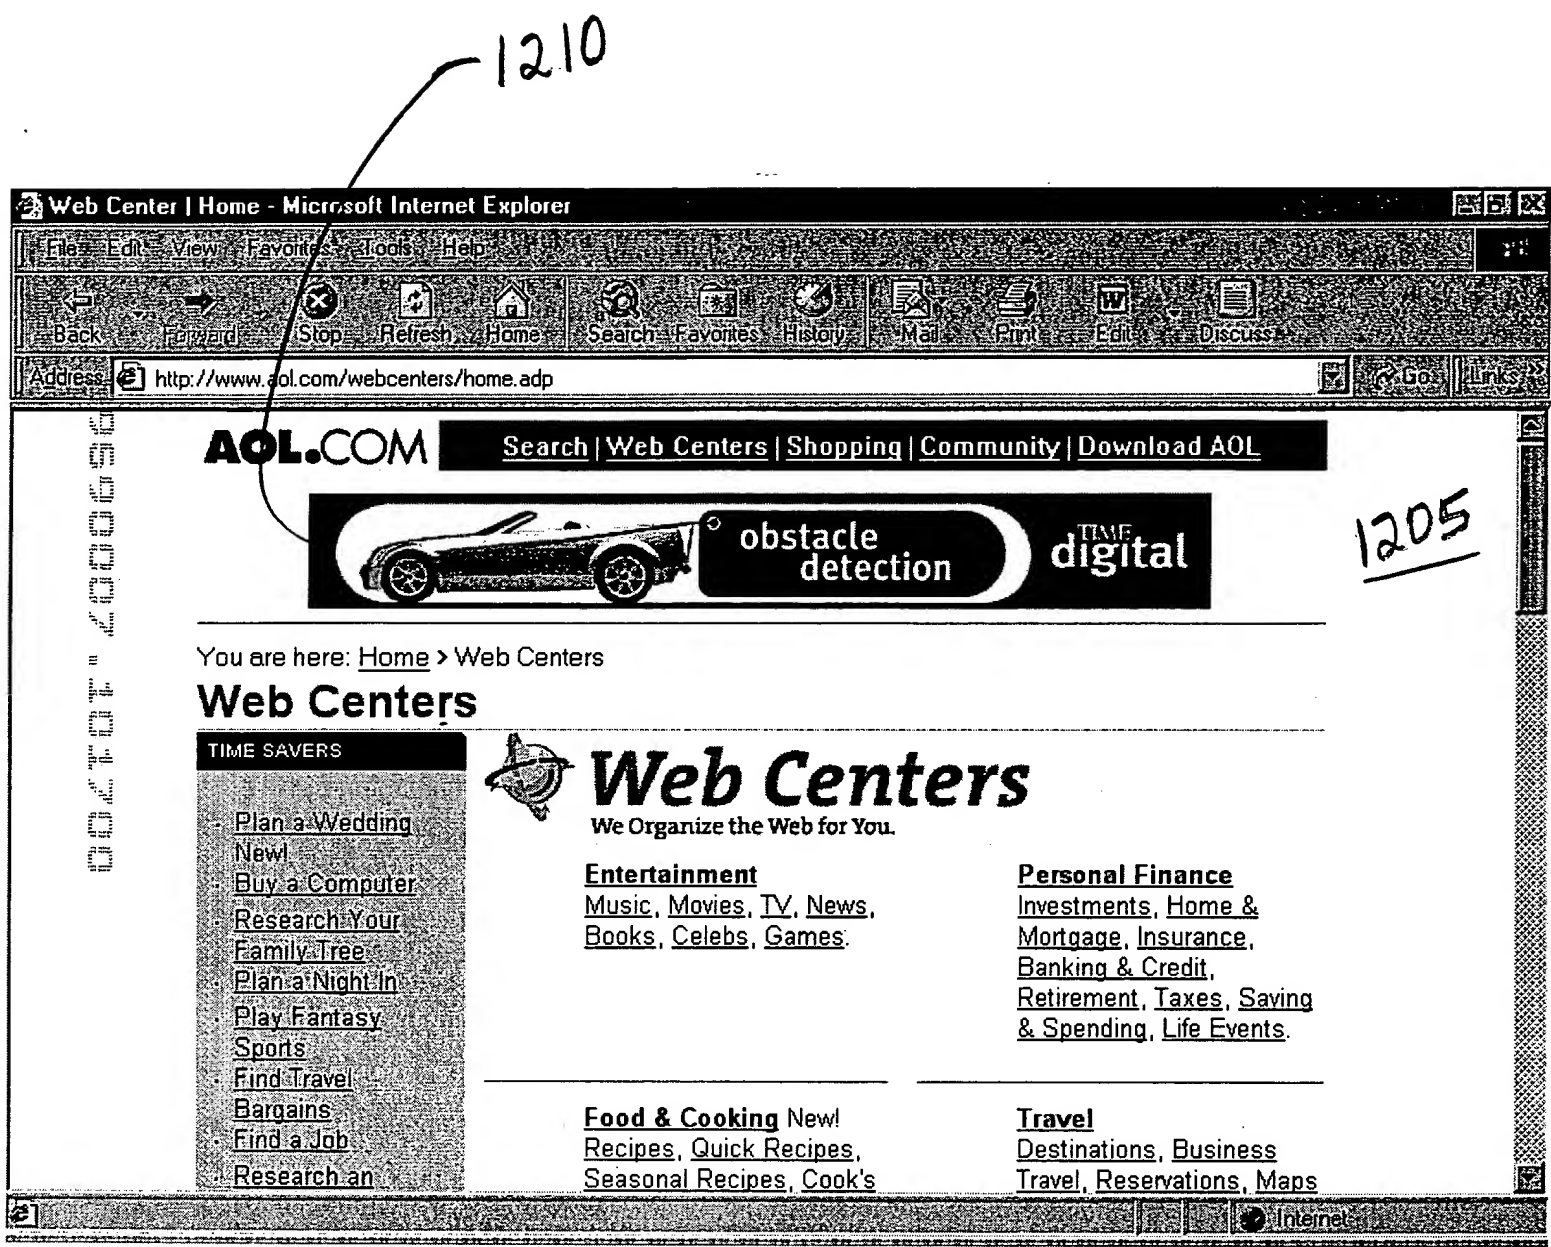 1210
Web Center | Home - Microsoft Internet Explorer
File Edit View Favorites Tools Help
Back Forward Stop Refresh Home Search Favorites History Mail Print Edit Discuss
Address http://www.aol.com/webcenters/home.adp Go Links
AOL.COM Search | Web Centers | Shopping | Community | Download AOL
obstacle
detection
TIME
digital
1205
You are here: Home > Web Centers
Web Centers
TIME SAVERS
Plan a Wedding
New!
Buy a Computer
Research Your
Family Tree
Plan a Night In
Play Fantasy
Sports
Find Travel
Bargains
Find a Job
Research an
Web Centers
We Organize the Web for You.
Entertainment
Music, Movies, TV, News,
Books, Celebs, Games.
Personal Finance
Investments, Home &
Mortgage, Insurance,
Banking & Credit,
Retirement, Taxes, Saving
& Spending, Life Events.
Food & Cooking New!
Recipes, Quick Recipes,
Seasonal Recipes, Cook's
Travel
Destinations, Business
Travel, Reservations, Maps
Internet